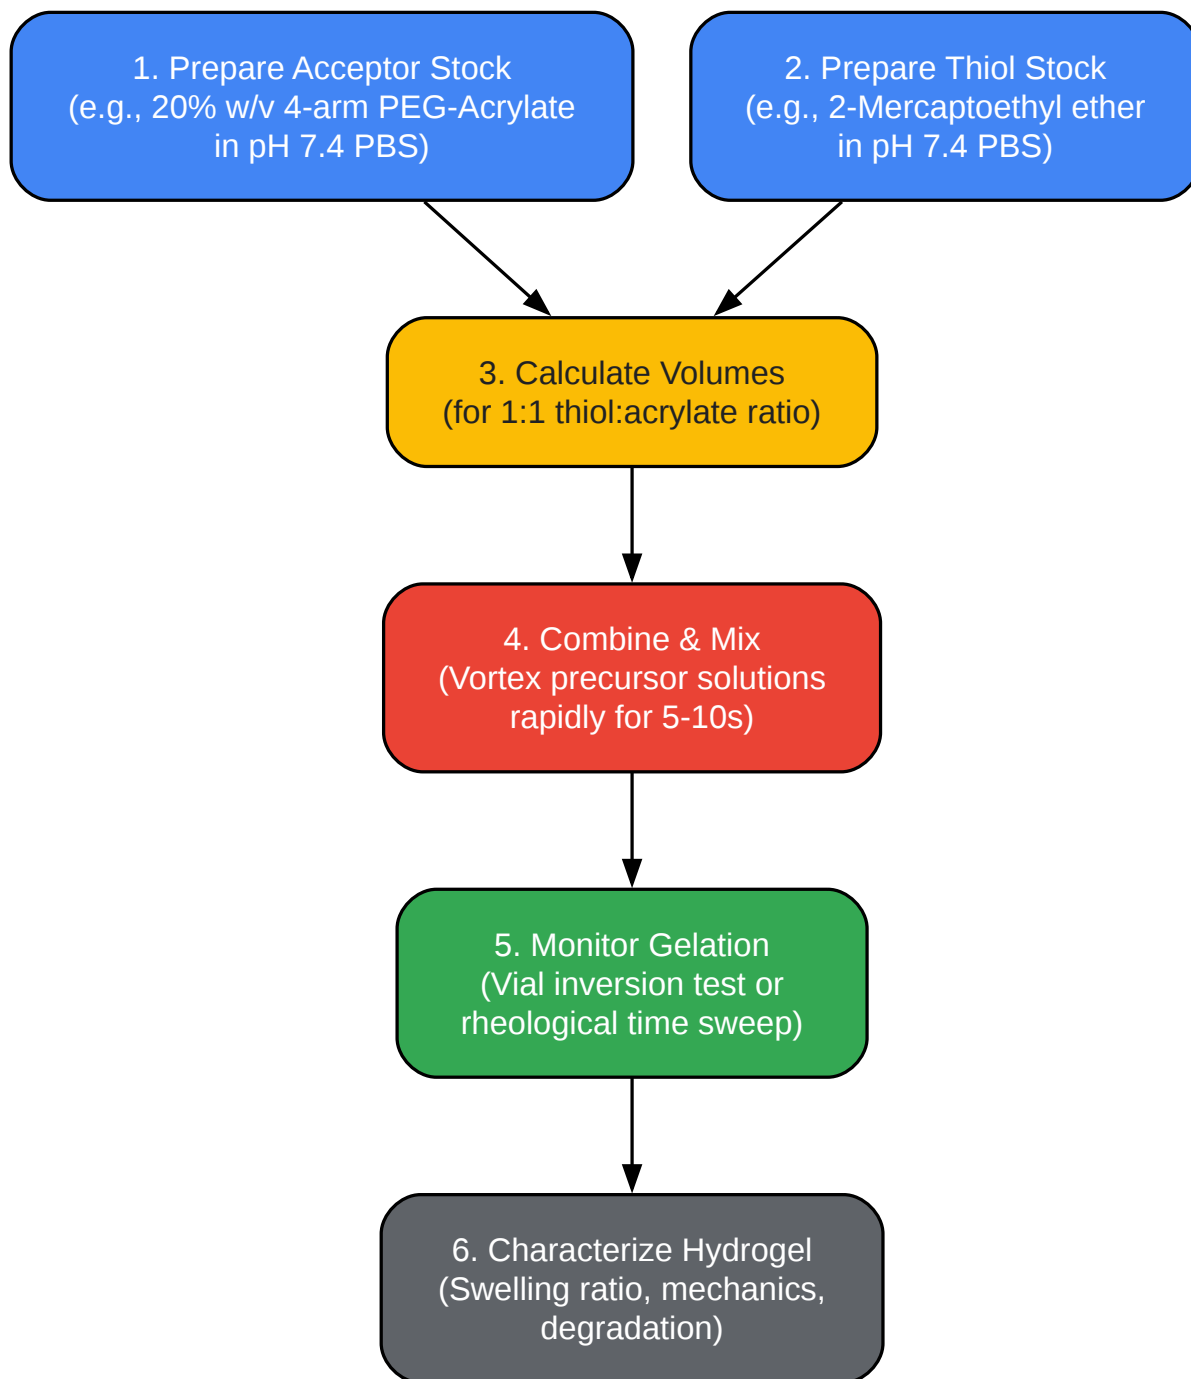 1. Prepare Acceptor Stock
(e.g., 20% w/v 4-arm PEG-Acrylate
in pH 7.4 PBS)
2. Prepare Thiol Stock
(e.g., 2-Mercaptoethyl ether
in pH 7.4 PBS)
3. Calculate Volumes
(for 1:1 thiol:acrylate ratio)
4. Combine & Mix
(Vortex precursor solutions
rapidly for 5-10s)
5. Monitor Gelation
(Vial inversion test or
rheological time sweep)
6. Characterize Hydrogel
(Swelling ratio, mechanics,
degradation)